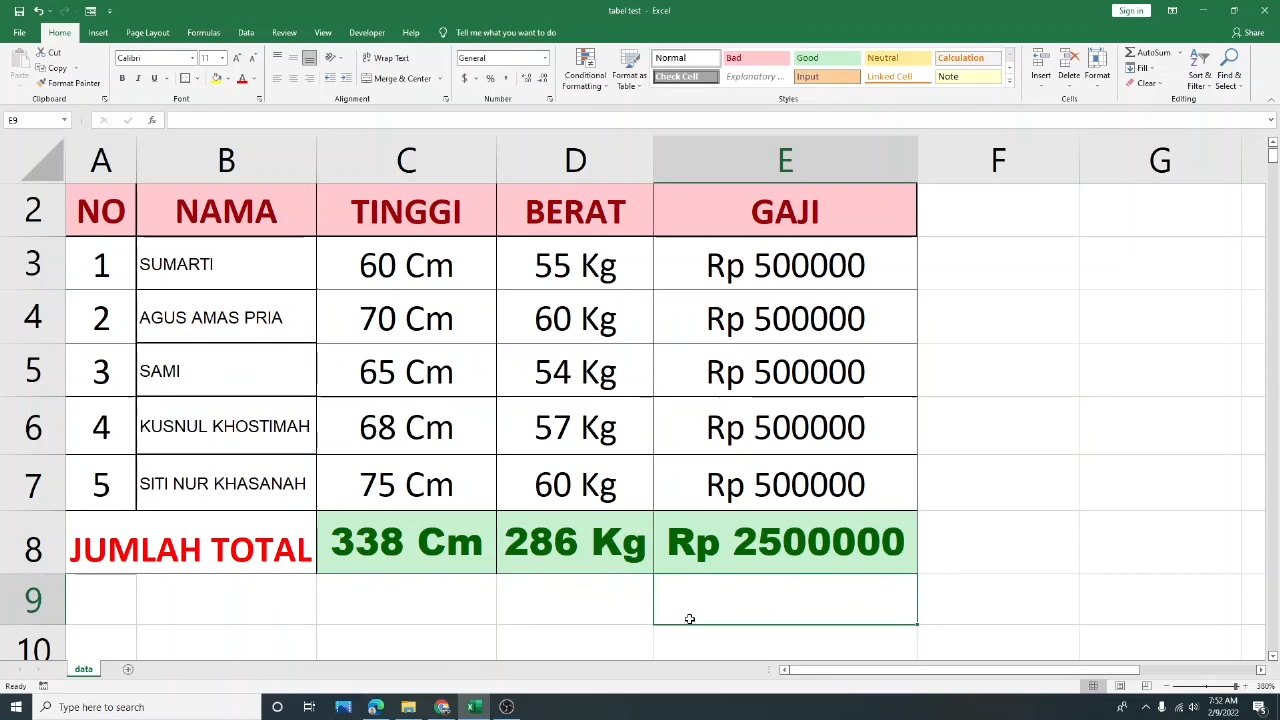 tabel test - Excel
Sign in
File Home Insert Page Layout Formulas Data Review View Developer Help Tell me what you want to do
Share
Paste
Cut
Copy
Format Painter
Clipboard
Calibri 11
B I U
Font
Wrap Text
Merge & Center
Alignment
General
Number
Conditional Formatting
Format as Table
Normal Bad Good Neutral Calculation
Check Cell Explanatory ... Input Linked Cell Note
Styles
Insert Delete Format
Cells
AutoSum
Fill
Clear
Sort & Filter
Find & Select
Editing
E9
A B C D E F G
2 NO NAMA TINGGI BERAT GAJI
3 1 SUMARTI 60 Cm 55 Kg Rp 500000
4 2 AGUS AMAS PRIA 70 Cm 60 Kg Rp 500000
5 3 SAMI 65 Cm 54 Kg Rp 500000
6 4 KUSNUL KHOSTIMAH 68 Cm 57 Kg Rp 500000
7 5 SITI NUR KHASANAH 75 Cm 60 Kg Rp 500000
8 JUMLAH TOTAL 338 Cm 286 Kg Rp 2500000
9
10
data
Ready
380%
Type here to search
7:52 AM
2/9/2022